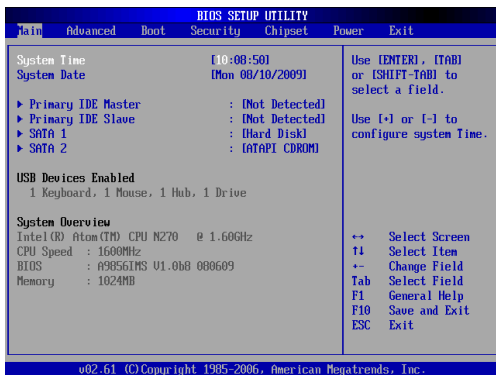 BIOS SETUP UTILITY
Main Advanced Boot Security Chipset Power Exit
System Time [10:08:50]
System Date [Mon 08/10/2009]
▶ Primary IDE Master : [Not Detected]
▶ Primary IDE Slave : [Not Detected]
▶ SATA 1 : [Hard Disk]
▶ SATA 2 : [ATAPI CDROM]
USB Devices Enabled
1 Keyboard, 1 Mouse, 1 Hub, 1 Drive
System Overview
Intel(R) Atom(TM) CPU N270 @ 1.60GHz
CPU Speed : 1600MHz
BIOS : A9856IMS V1.0b8 080609
Memory : 1024MB
Use [ENTER], [TAB]
or [SHIFT-TAB] to
select a field.
Use [+] or [-] to
configure system Time.
↔ Select Screen
↑↓ Select Item
+- Change Field
Tab Select Field
F1 General Help
F10 Save and Exit
ESC Exit
v02.61 (C)Copyright 1985-2006, American Megatrends, Inc.